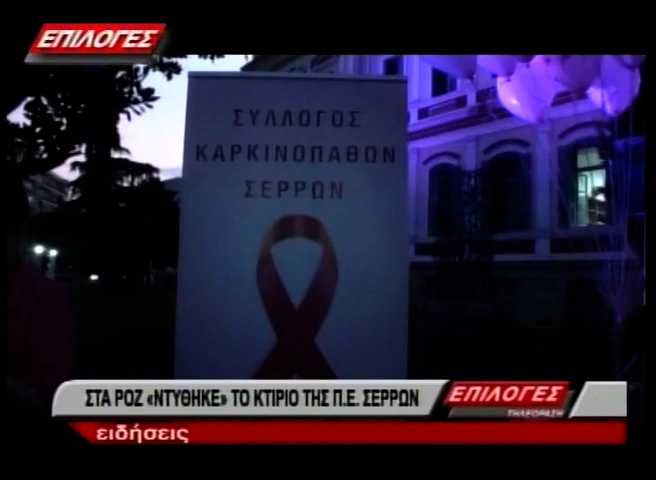 ΕΠΙΛΟΓΕΣ
ΣΥΛΛΟΓΟΣ
ΚΑΡΚΙΝΟΠΑΘΩΝ
ΣΕΡΡΩΝ
ΣΤΑ ΡΟΖ «ΝΤΥΘΗΚΕ» ΤΟ ΚΤΙΡΙΟ ΤΗΣ Π.Ε. ΣΕΡΡΩΝ
ΕΠΙΛΟΓΕΣ
ΤΗΛΕΟΡΑΣΗ
ειδήσεις